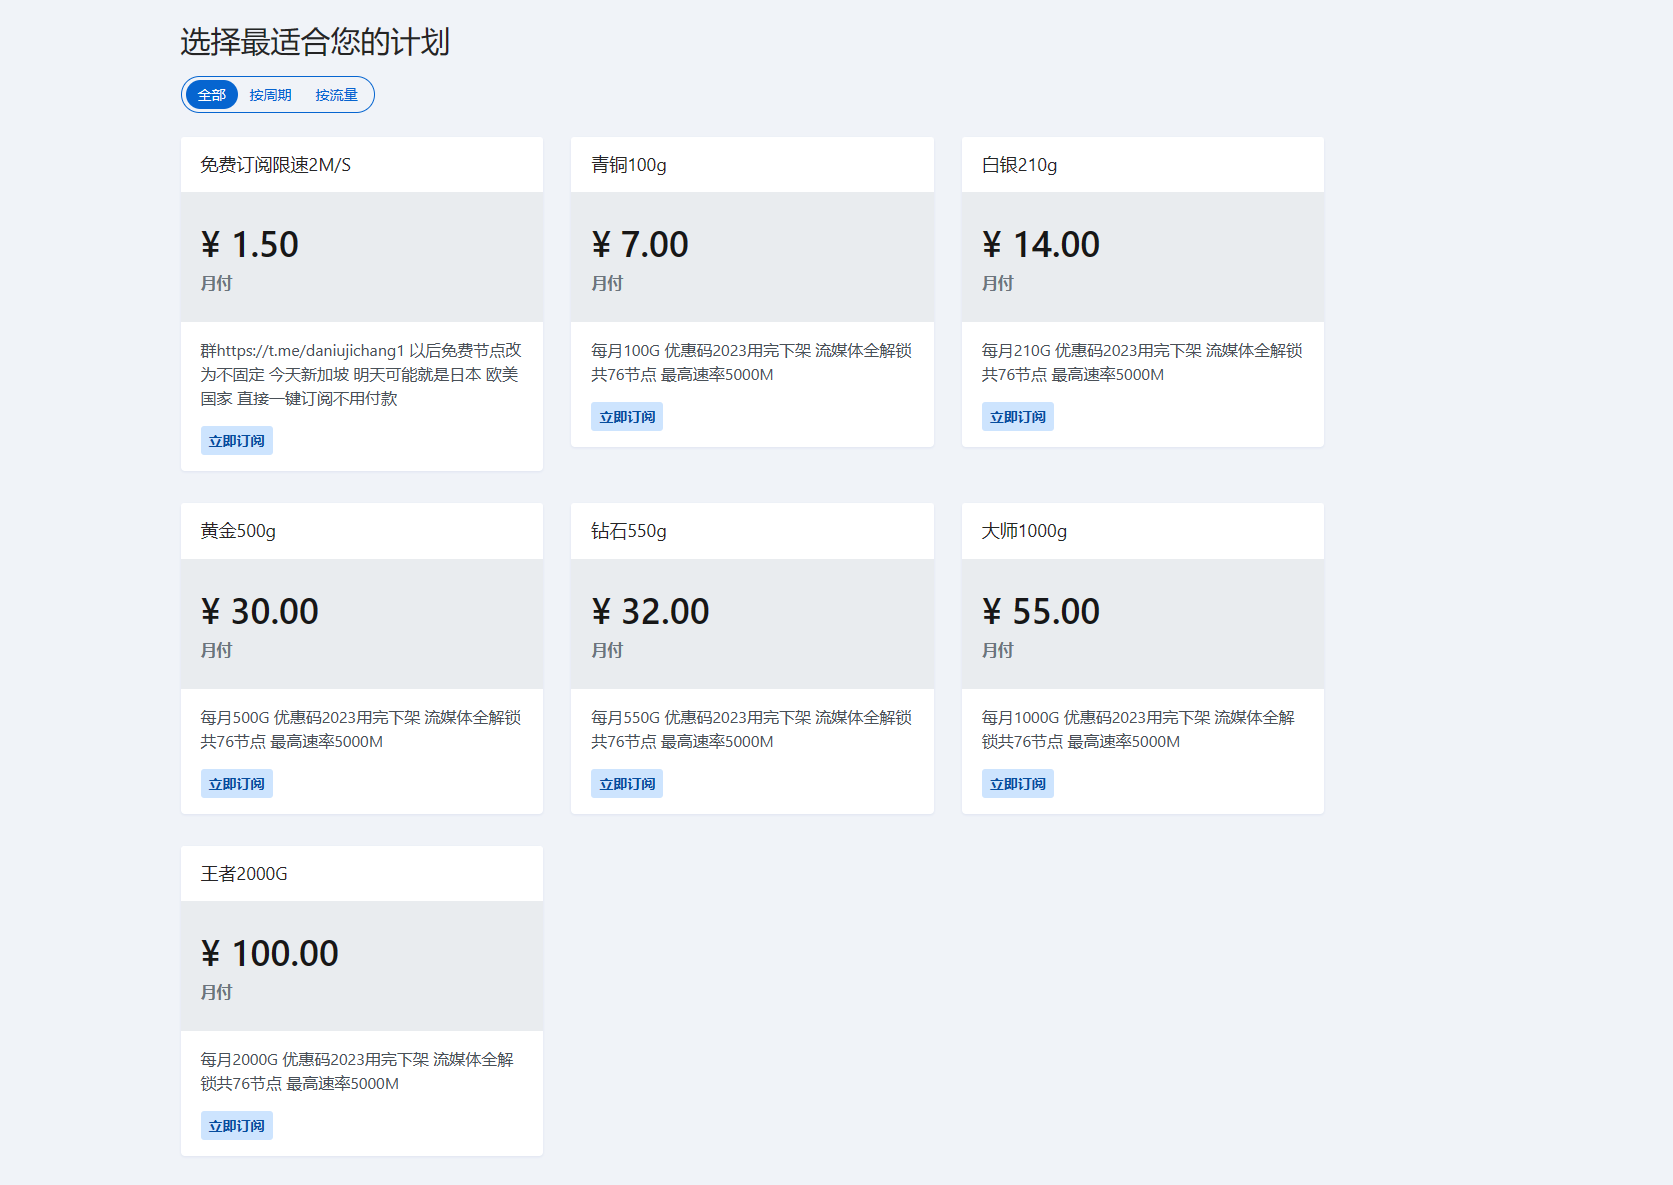 选择最适合您的计划
全部 按周期 按流量
免费订阅限速2M/S
¥ 1.50
月付
群https://t.me/daniujichang1 以后免费节点改
为不固定 今天新加坡 明天可能就是日本 欧美
国家 直接一键订阅不用付款
立即订阅
青铜100g
¥ 7.00
月付
每月100G 优惠码2023用完下架 流媒体全解锁
共76节点 最高速率5000M
立即订阅
白银210g
¥ 14.00
月付
每月210G 优惠码2023用完下架 流媒体全解锁
共76节点 最高速率5000M
立即订阅
黄金500g
¥ 30.00
月付
每月500G 优惠码2023用完下架 流媒体全解锁
共76节点 最高速率5000M
立即订阅
钻石550g
¥ 32.00
月付
每月550G 优惠码2023用完下架 流媒体全解锁
共76节点 最高速率5000M
立即订阅
大师1000g
¥ 55.00
月付
每月1000G 优惠码2023用完下架 流媒体全解
锁共76节点 最高速率5000M
立即订阅
王者2000G
¥ 100.00
月付
每月2000G 优惠码2023用完下架 流媒体全解
锁共76节点 最高速率5000M
立即订阅